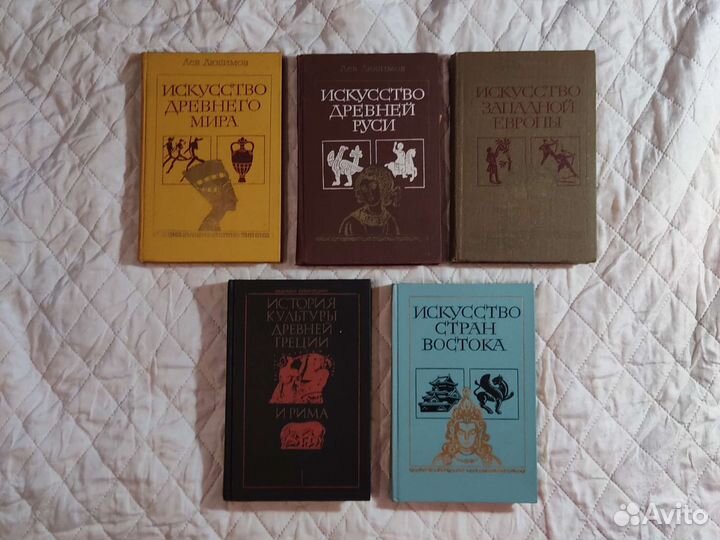 Лев Любимов
ИСКУССТВО
ДРЕВНЕГО
МИРА
Лев Любимов
ИСКУССТВО
ДРЕВНЕЙ
РУСИ
ИСКУССТВО
ЗАПАДНОЙ
ЕВРОПЫ
ИСТОРИЯ
КУЛЬТУРЫ
ДРЕВНЕЙ
ГРЕЦИИ
И РИМА
ИСКУССТВО
СТРАН
ВОСТОКА
Avito